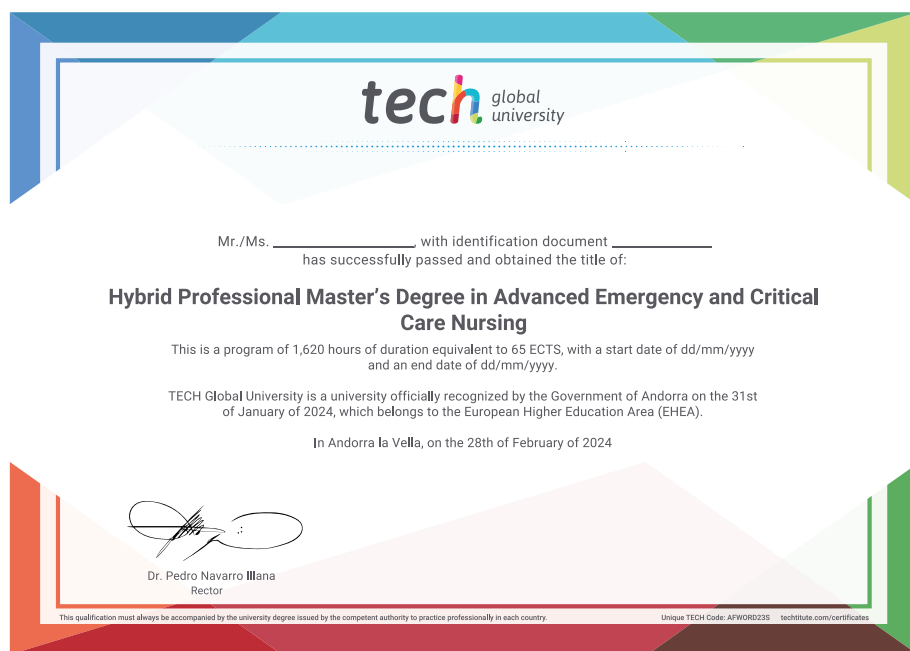 tech global
university
Mr./Ms. ____________, with identification document ____________
has successfully passed and obtained the title of:
Hybrid Professional Master's Degree in Advanced Emergency and Critical
Care Nursing
This is a program of 1,620 hours of duration equivalent to 65 ECTS, with a start date of dd/mm/yyyy
and an end date of dd/mm/yyyy.
TECH Global University is a university officially recognized by the Government of Andorra on the 31st
of January of 2024, which belongs to the European Higher Education Area (EHEA).
In Andorra la Vella, on the 28th of February of 2024
Dr. Pedro Navarro Illana
Rector
This qualification must always be accompanied by the university degree issued by the competent authority to practice professionally in each country.
Unique TECH Code: AFWORD23S techtitute.com/certificates